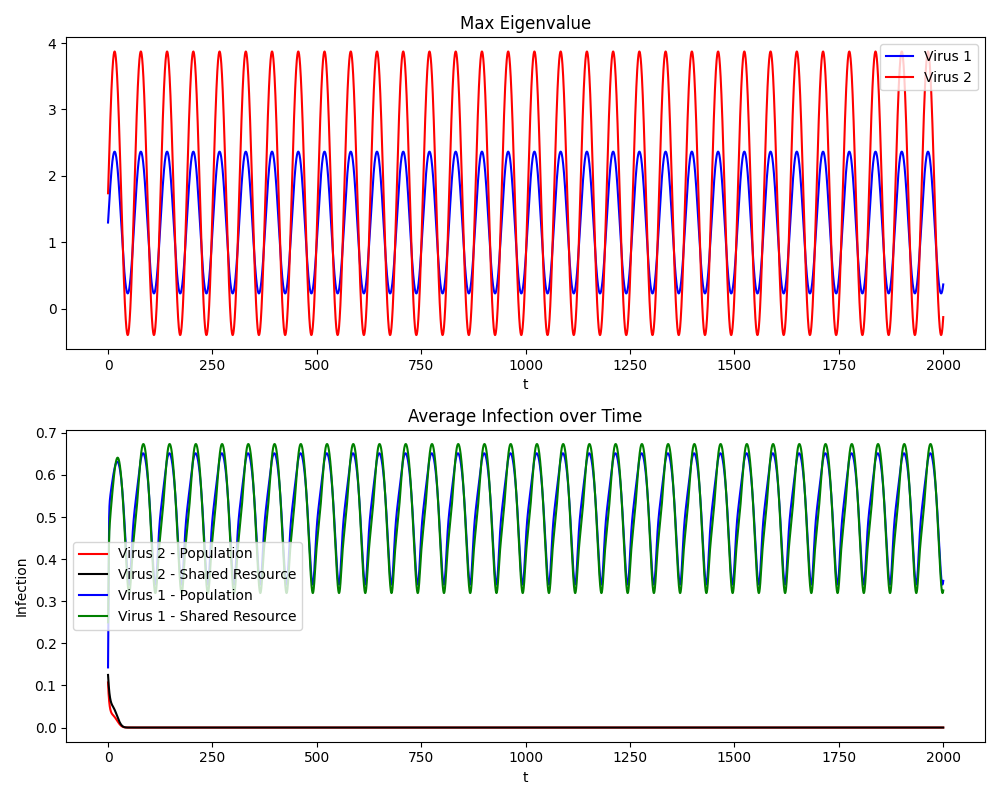 Max Eigenvalue
4
3
2
1
0
Virus 1
Virus 2
0 250 500 750 1000 1250 1500 1750 2000
t
Average Infection over Time
Infection
0.7
0.6
0.5
0.4
0.3
0.2
0.1
0.0
Virus 2 - Population
Virus 2 - Shared Resource
Virus 1 - Population
Virus 1 - Shared Resource
0 250 500 750 1000 1250 1500 1750 2000
t